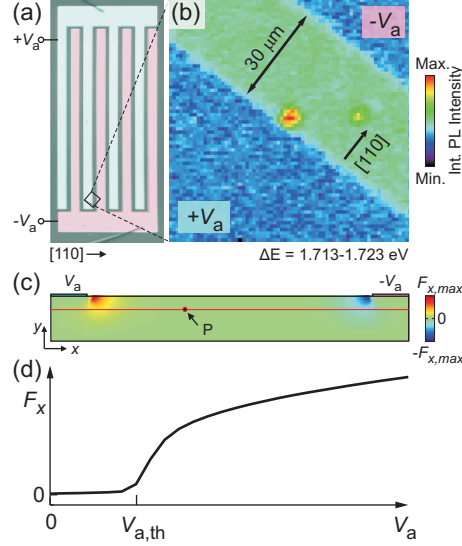 (a)
+Va
-Va
[110]
(b)
-Va
30 μm
[110]
+Va
ΔE = 1.713-1.723 eV
Max.
Int. PL Intensity
Min.
(c)
Va
-Va
P
y
x
Fx,max
0
-Fx,max
(d)
Fx
0
0
Va,th
Va